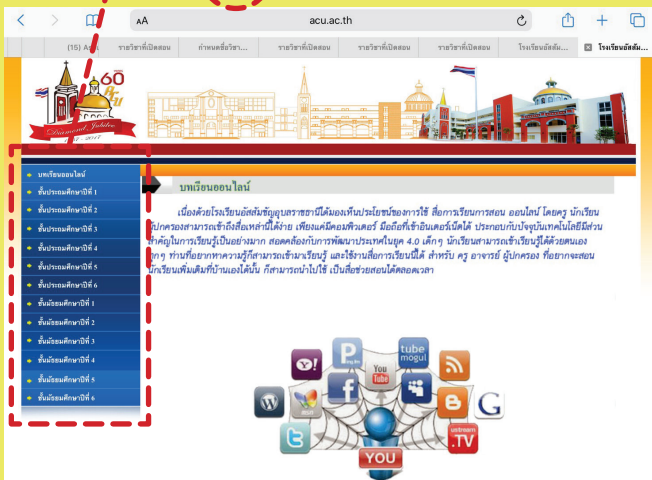 AA
acu.ac.th
รายวิชาที่เปิดสอน
กำหนดชื่อวิชา...
รายวิชาที่เปิดสอน
รายวิชาที่เปิดสอน
รายวิชาที่เปิดสอน
โรงเรียนอัสสัม...
โรงเรียนอัสสัม...
60
ACU
Diamond Jubilee
2017
บทเรียนออนไลน์
ชั้นประถมศึกษาปีที่ 1
ชั้นประถมศึกษาปีที่ 2
ชั้นประถมศึกษาปีที่ 3
ชั้นประถมศึกษาปีที่ 4
ชั้นประถมศึกษาปีที่ 5
ชั้นประถมศึกษาปีที่ 6
ชั้นมัธยมศึกษาปีที่ 1
ชั้นมัธยมศึกษาปีที่ 2
ชั้นมัธยมศึกษาปีที่ 3
ชั้นมัธยมศึกษาปีที่ 4
ชั้นมัธยมศึกษาปีที่ 5
ชั้นมัธยมศึกษาปีที่ 6
บทเรียนออนไลน์
เนื่องด้วยโรงเรียนอัสสัมชัญอุบลราชธานีได้มองเห็นประโยชน์ของการใช้ สื่อการเรียนการสอน ออนไลน์ โดยครู นักเรียน
ผู้ปกครองสามารถเข้าถึงสื่อเหล่านี้ได้ง่าย เพียงแค่มีคอมพิวเตอร์ มือถือที่เข้าอินเตอร์เน็ตได้ ประกอบกับปัจจุบันเทคโนโลยีมีส่วน
สำคัญในการเรียนรู้เป็นอย่างมาก สอดคล้องกับการพัฒนาประเทศในยุค 4.0 เด็กๆ นักเรียนสามารถเข้าเรียนรู้ได้ด้วยตนเอง
ทุกๆ ท่านที่อยากหาความรู้ก็สามารถเข้ามาเรียนรู้ และใช้งานสื่อการเรียนนี้ได้ สำหรับ ครู อาจารย์ ผู้ปกครอง ที่อยากจะสอน
นักเรียนเพิ่มเติมที่บ้านเองได้นั้น ก็สามารถนำไปใช้ เป็นสื่อช่วยสอนได้ตลอดเวลา
Y!
P
You
Tube
tube
mogul
W
msn
f
B
G
t
ustream
.TV
YOU